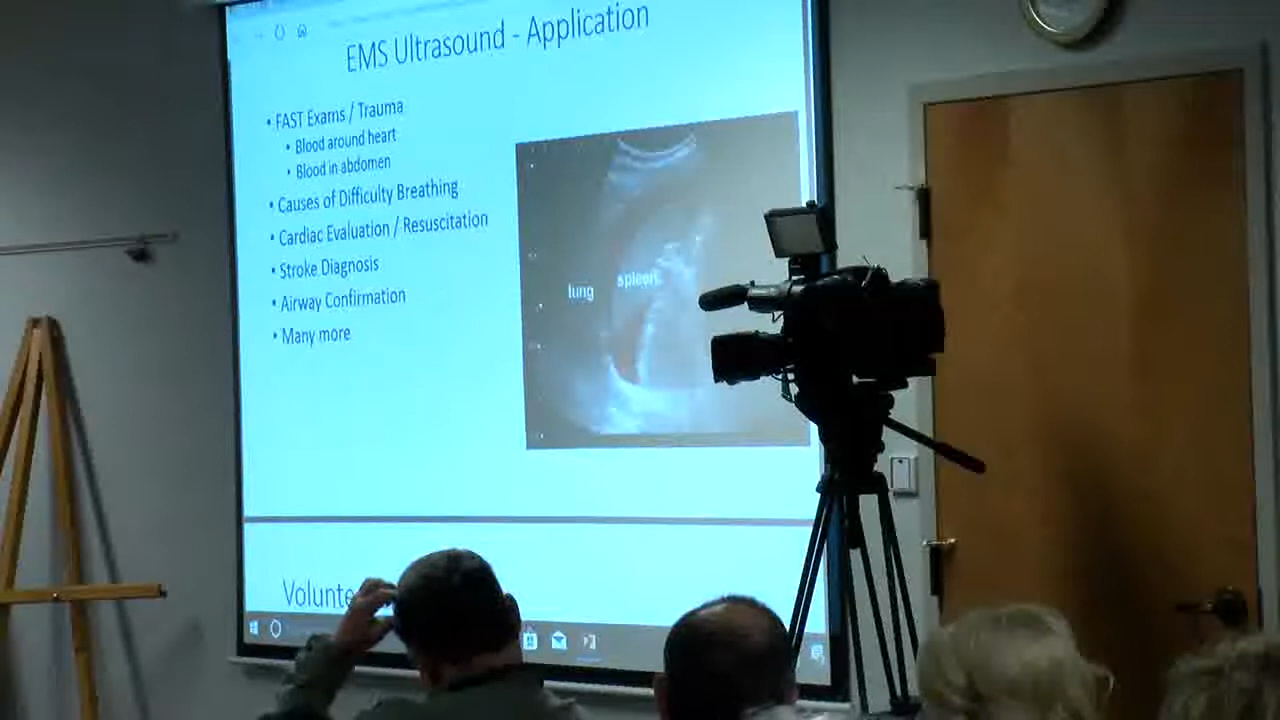 EMS Ultrasound - Application
• FAST Exams / Trauma
• Blood around heart
• Blood in abdomen
• Causes of Difficulty Breathing
• Cardiac Evaluation / Resuscitation
• Stroke Diagnosis
• Airway Confirmation
• Many more
lung
spleen
Volunte